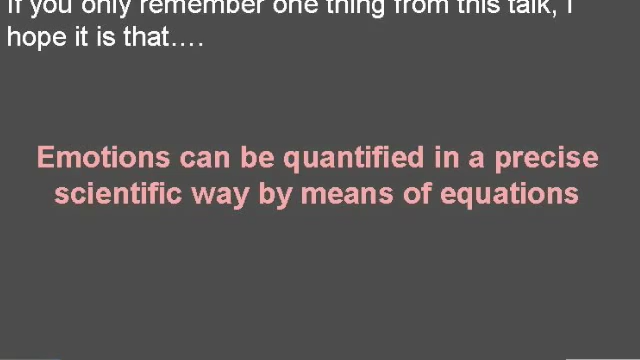 If you only remember one thing from this talk, I
hope it is that….
Emotions can be quantified in a precise
scientific way by means of equations